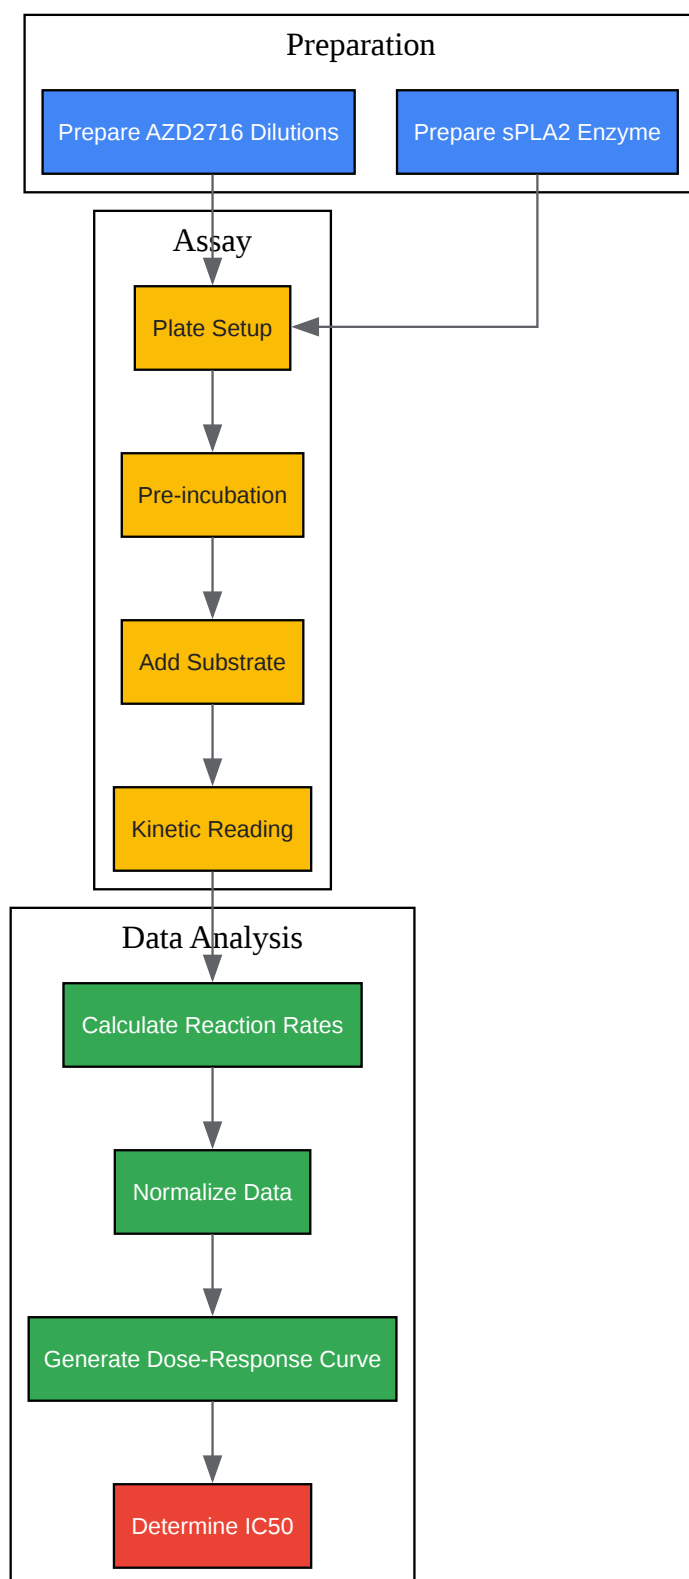 Preparation
Prepare AZD2716 Dilutions
Prepare sPLA2 Enzyme
Assay
Plate Setup
Pre-incubation
Add Substrate
Kinetic Reading
Data Analysis
Calculate Reaction Rates
Normalize Data
Generate Dose-Response Curve
Determine IC50